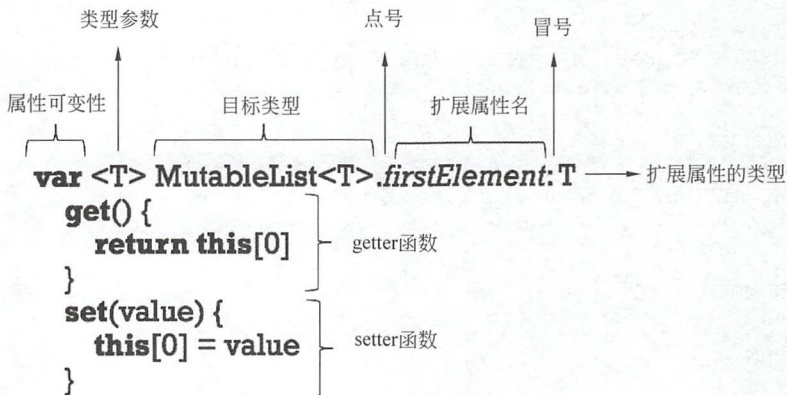 类型参数 点号 冒号
属性可变性 目标类型 扩展属性名
var <T> MutableList<T>.firstElement: T 扩展属性的类型
get() {
return this[0] getter函数
}
set(value) {
this[0] = value setter函数
}